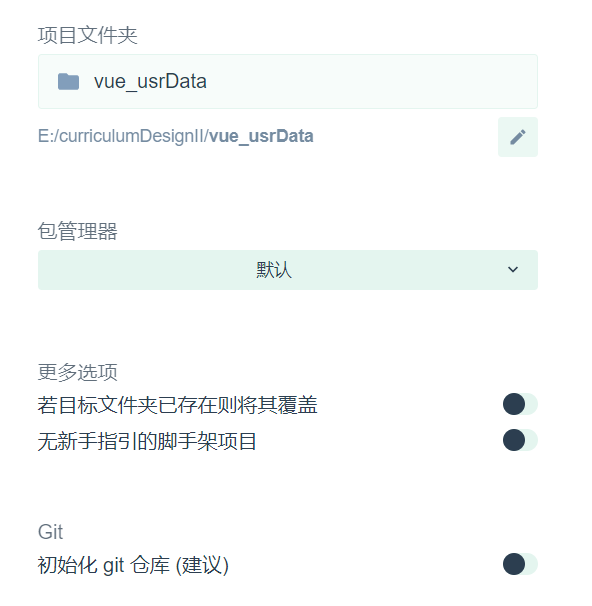 项目文件夹
vue_usrData
E:/curriculumDesignII/vue_usrData
包管理器
默认
更多选项
若目标文件夹已存在则将其覆盖
无新手指引的脚手架项目
Git
初始化 git 仓库 (建议)